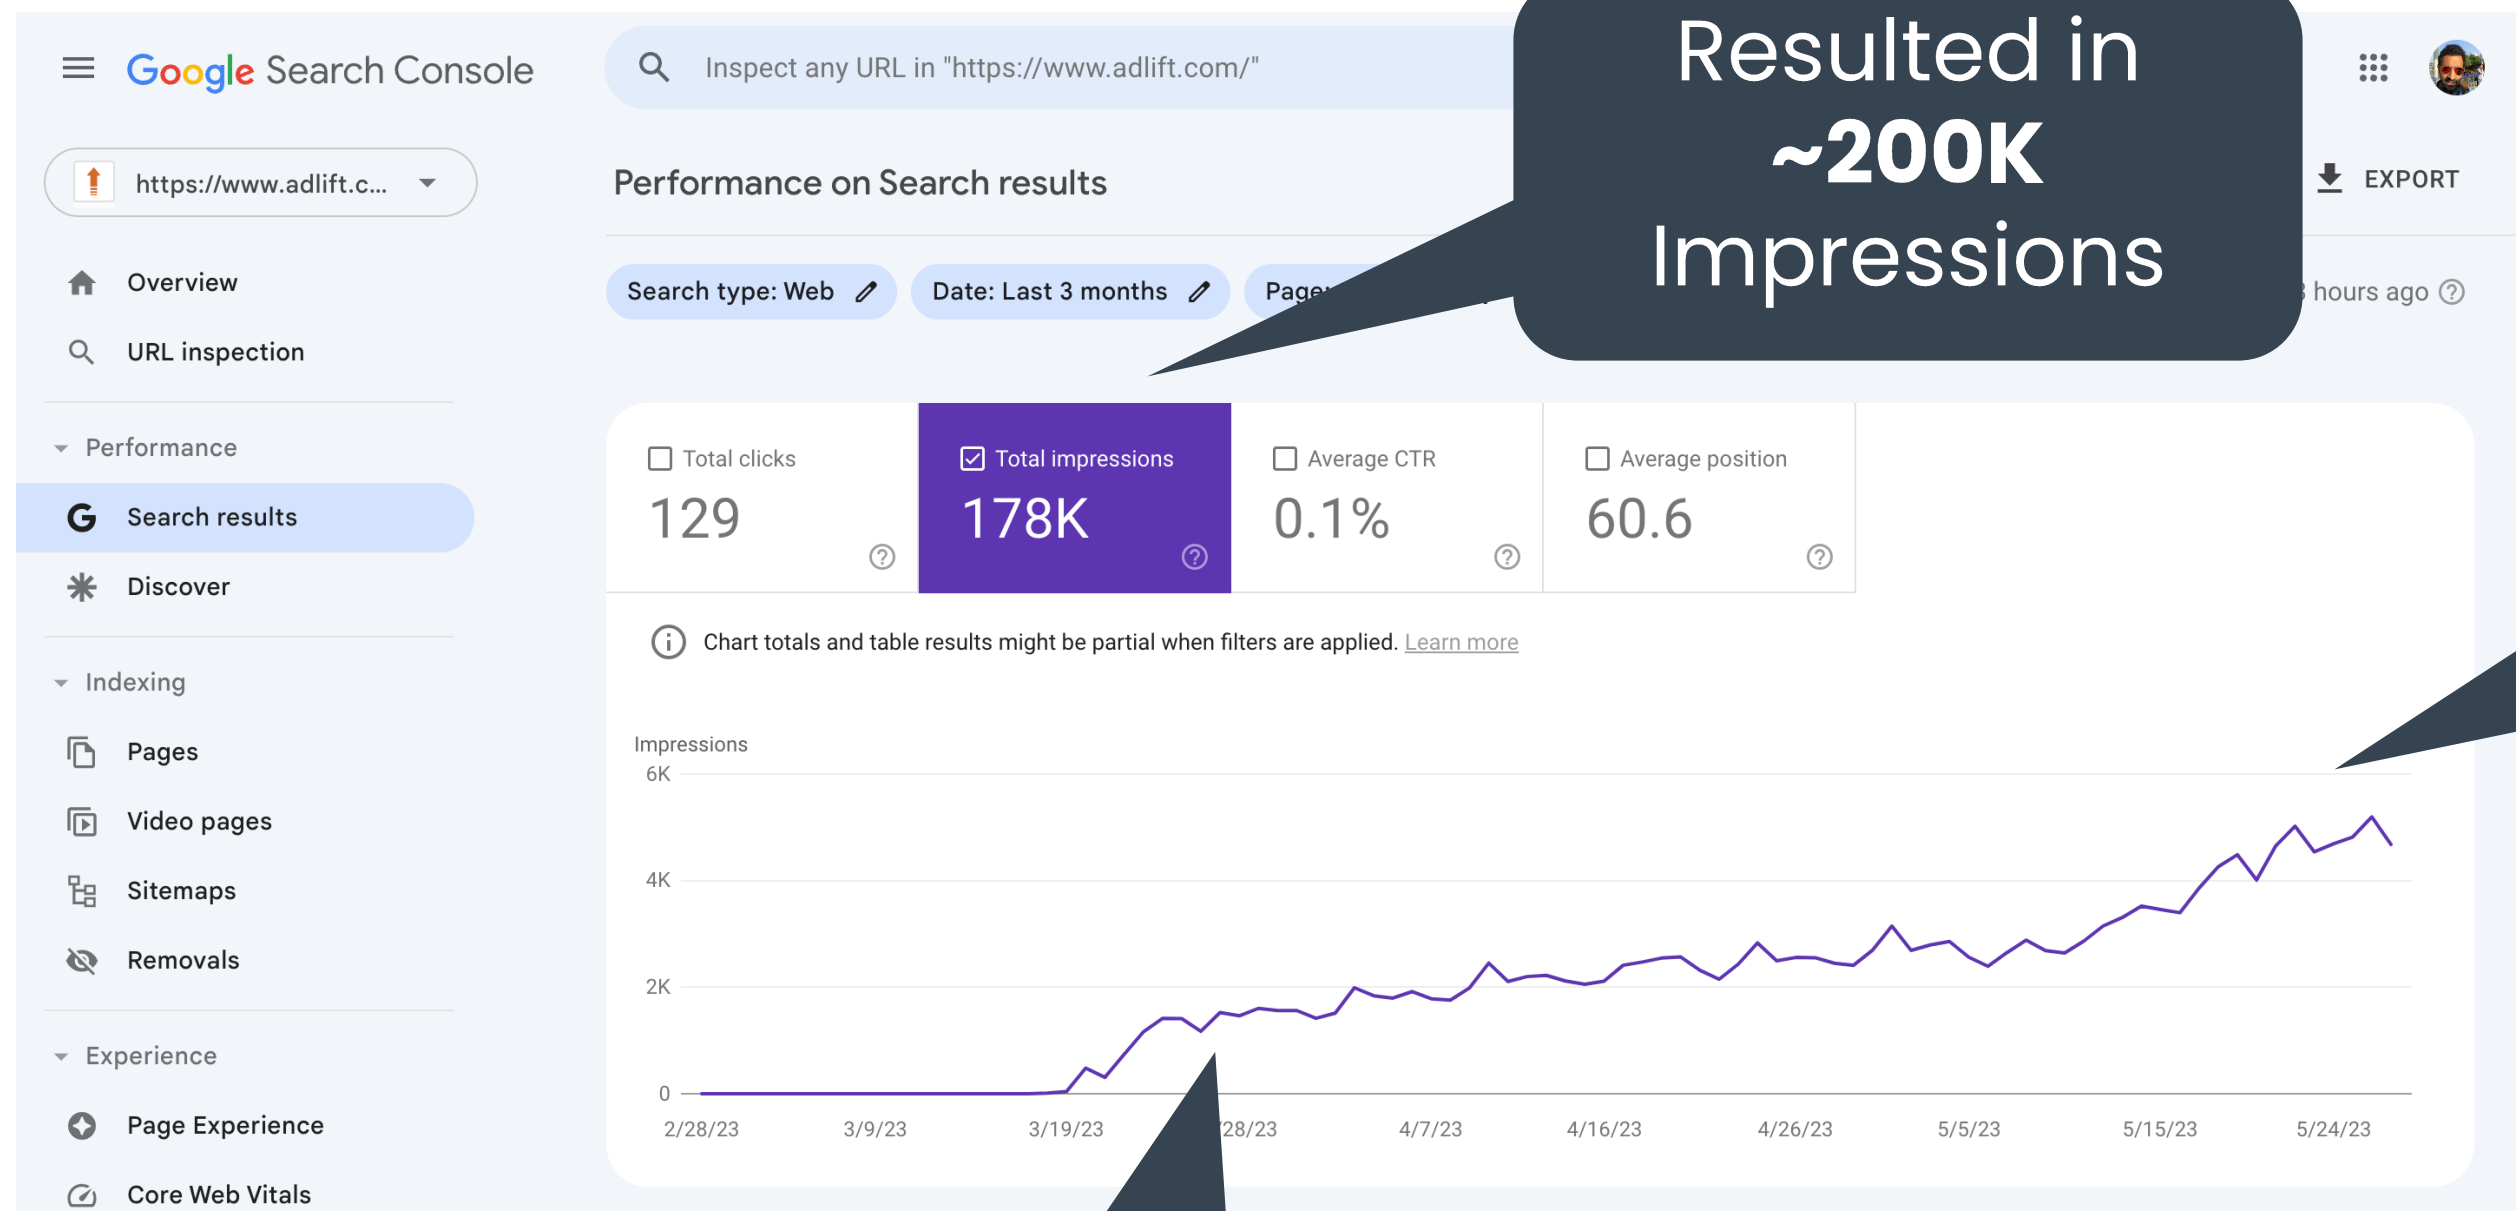 Google Search Console
Inspect any URL in "https://www.adlift.com/"
Resulted in
~200K
Impressions
https://www.adlift.c...
Performance on Search results
EXPORT
Overview
URL inspection
Search type: Web
Date: Last 3 months
Page:
hours ago
Performance
Search results
Discover
Total clicks
129
Total impressions
178K
Average CTR
0.1%
Average position
60.6
Chart totals and table results might be partial when filters are applied. Learn more
Indexing
Pages
Video pages
Sitemaps
Removals
Experience
Page Experience
Core Web Vitals
Impressions
6K
4K
2K
0
2/28/23
3/9/23
3/19/23
28/23
4/7/23
4/16/23
4/26/23
5/5/23
5/15/23
5/24/23